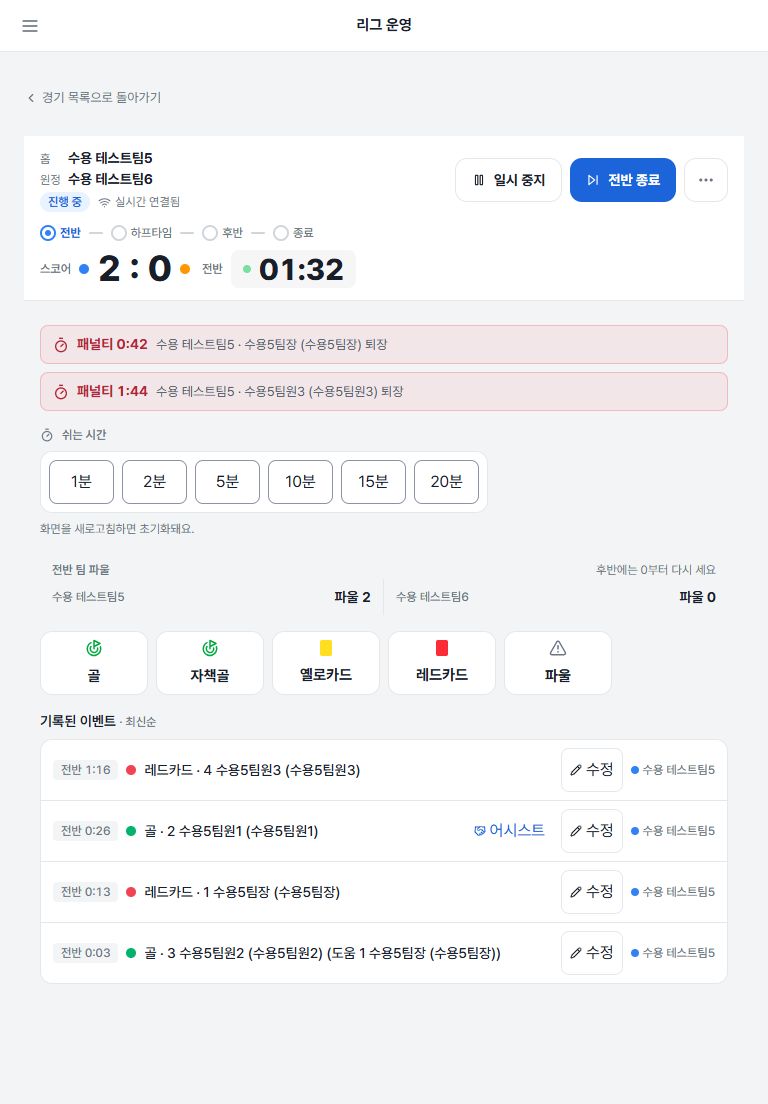 리그 운영
경기 목록으로 돌아가기
홈 수용 테스트팀5
원정 수용 테스트팀6
진행 중 실시간 연결됨
일시 중지
전반 종료
전반 하프타임 후반 종료
스코어 2 : 0 전반 01:32
패널티 0:42 수용 테스트팀5 · 수용5팀장 (수용5팀장) 퇴장
패널티 1:44 수용 테스트팀5 · 수용5팀원3 (수용5팀원3) 퇴장
쉬는 시간
1분 2분 5분 10분 15분 20분
화면을 새로고침하면 초기화돼요.
전반 팀 파울 후반에는 0부터 다시 세요
수용 테스트팀5 파울 2 수용 테스트팀6 파울 0
골 자책골 옐로카드 레드카드 파울
기록된 이벤트 · 최신순
전반 1:16 레드카드 · 4 수용5팀원3 (수용5팀원3) 수정 수용 테스트팀5
전반 0:26 골 · 2 수용5팀원1 (수용5팀원1) 어시스트 수정 수용 테스트팀5
전반 0:13 레드카드 · 1 수용5팀장 (수용5팀장) 수정 수용 테스트팀5
전반 0:03 골 · 3 수용5팀원2 (수용5팀원2) (도움 1 수용5팀장 (수용5팀장)) 수정 수용 테스트팀5